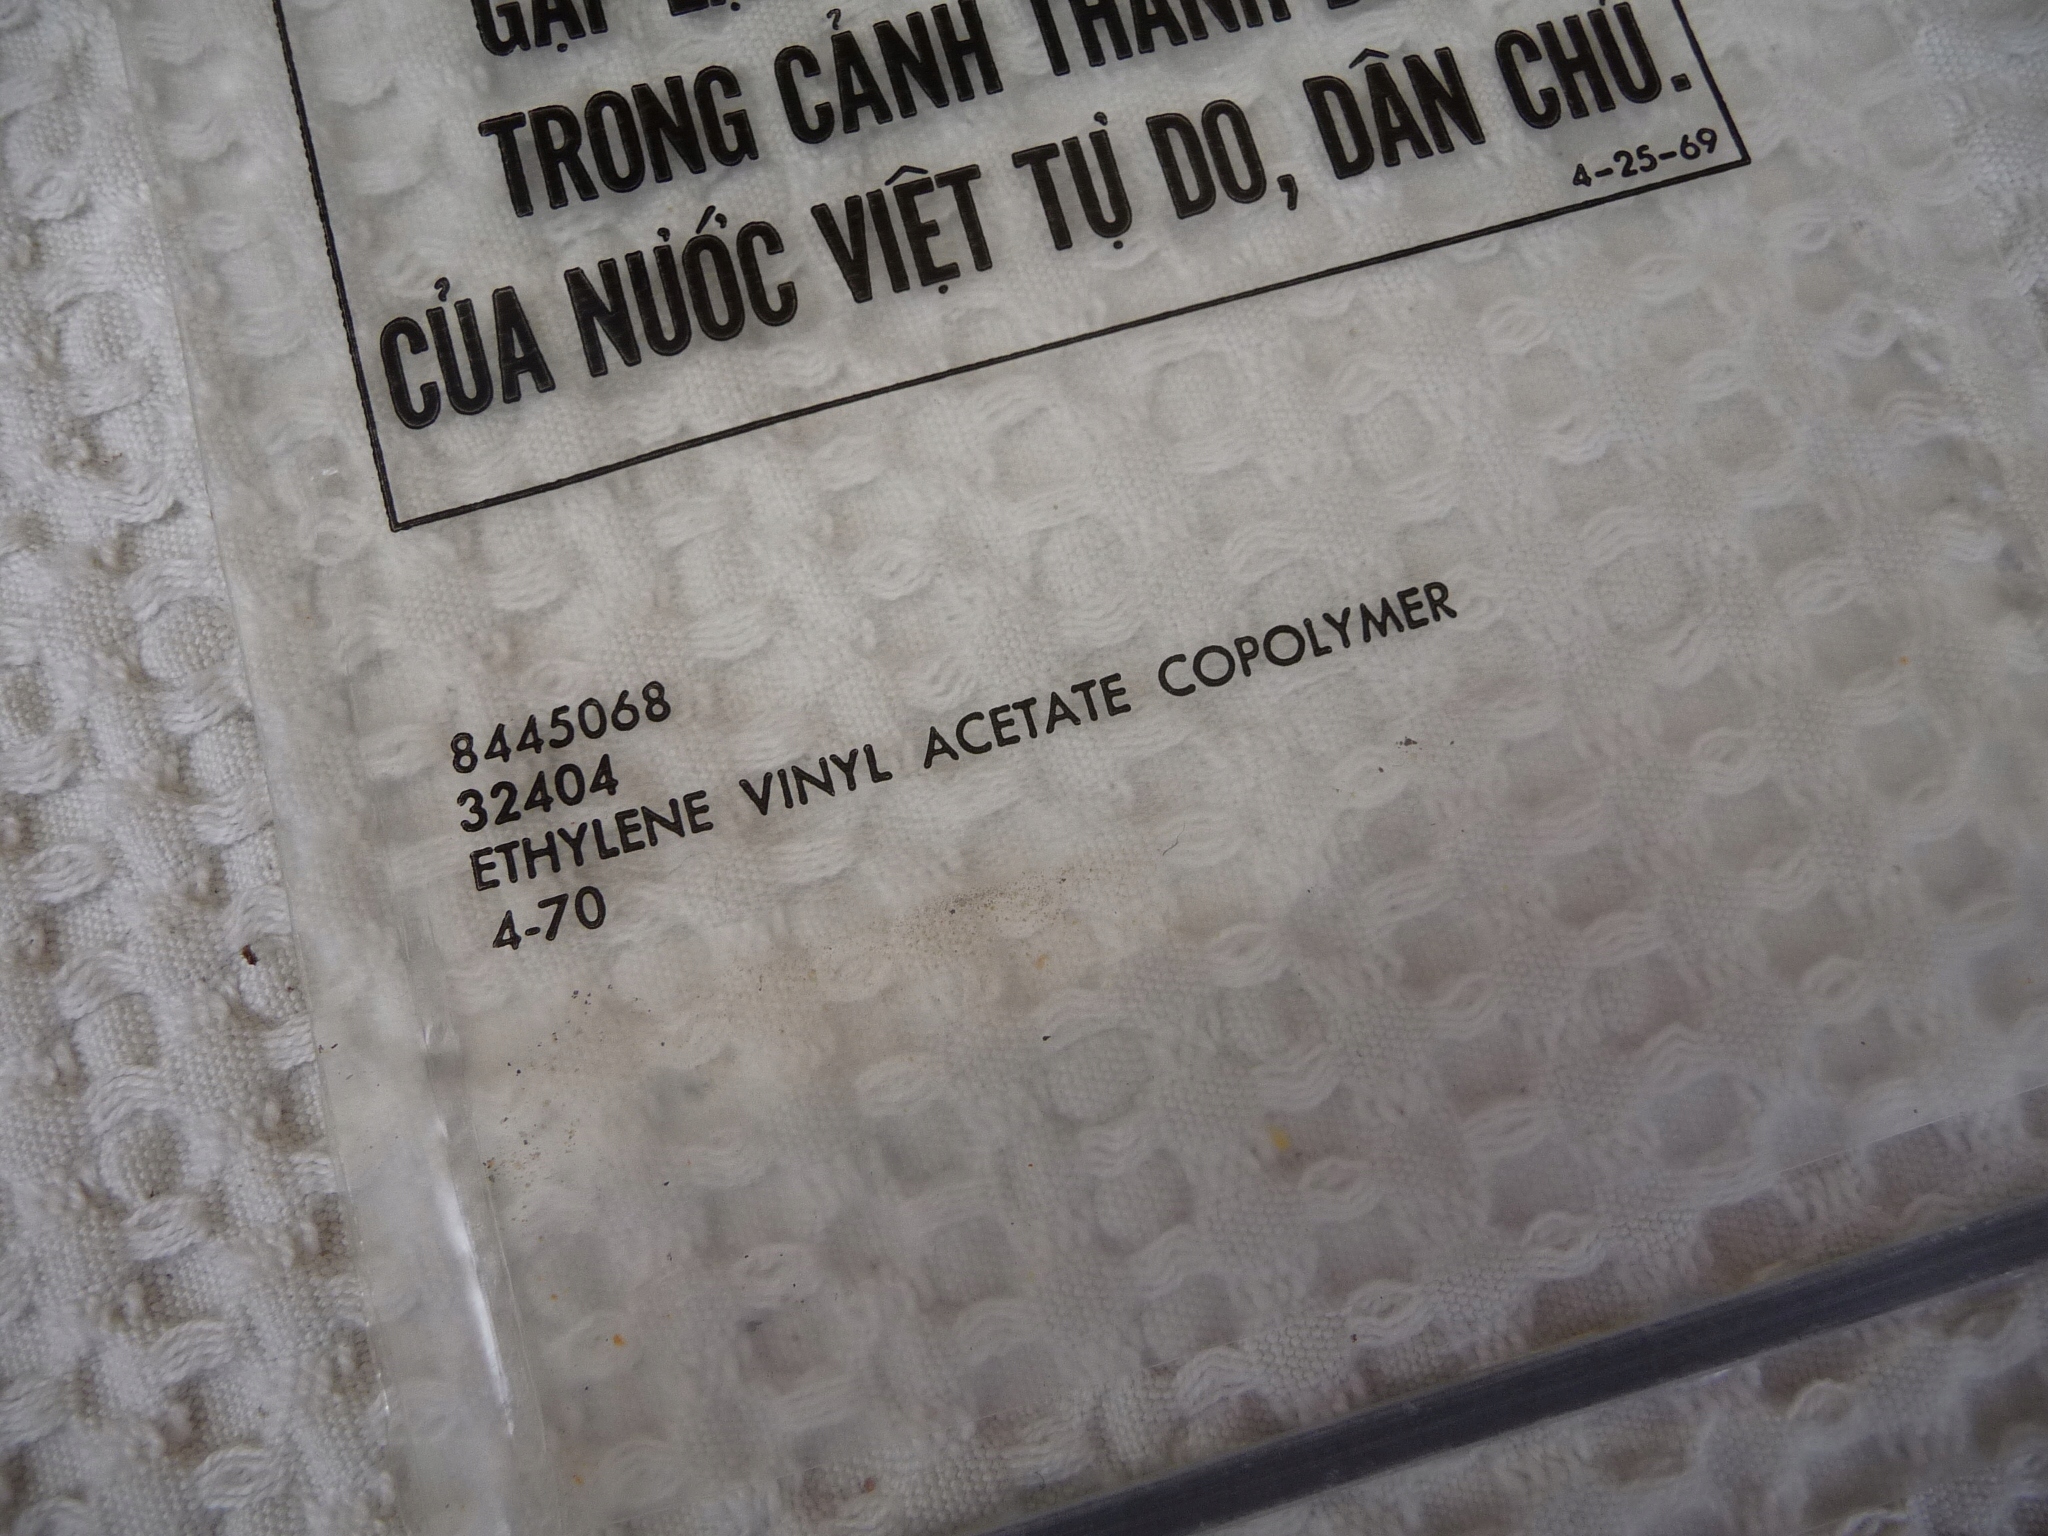 GẶP
TRONG CẢNH THANH
CỦA NƯỚC VIỆT TỰ DO, DÂN CHỦ.
4-25-69
8445068
32404
ETHYLENE VINYL ACETATE COPOLYMER
4-70